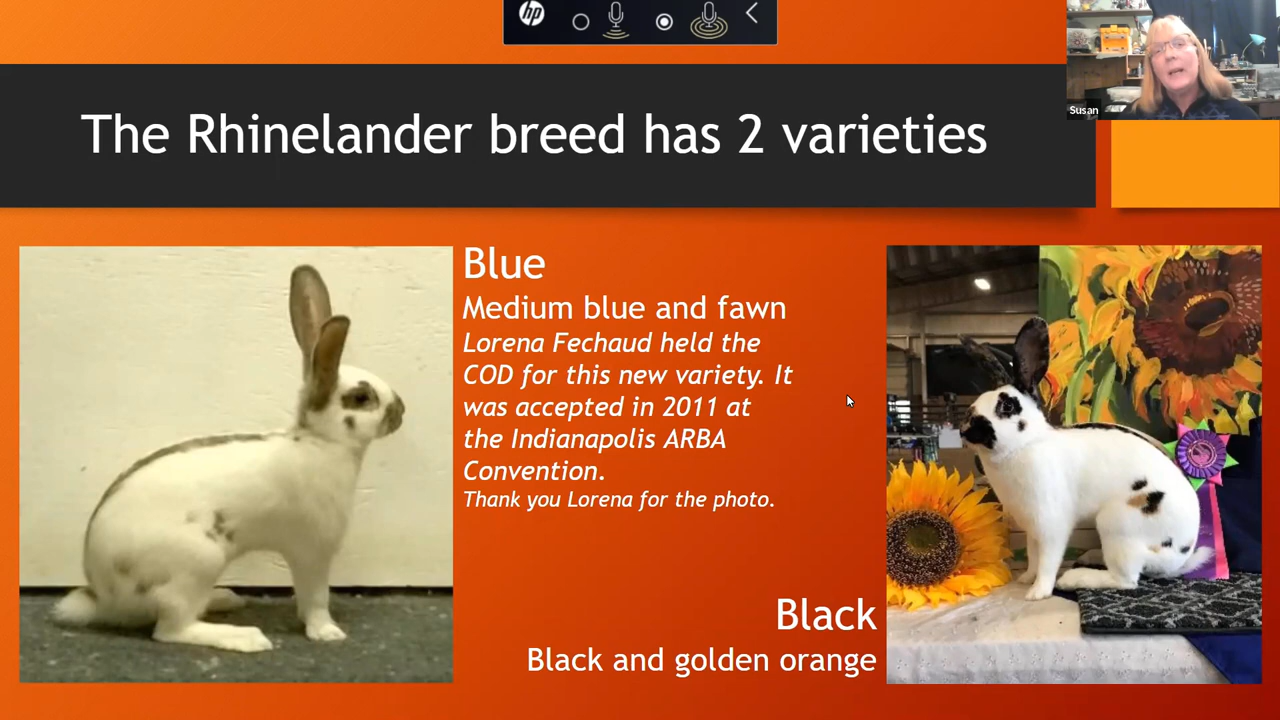 hp
Susan
The Rhinelander breed has 2 varieties
Blue
Medium blue and fawn
Lorena Fechaud held the
COD for this new variety. It
was accepted in 2011 at
the Indianapolis ARBA
Convention.
Thank you Lorena for the photo.
Black
Black and golden orange